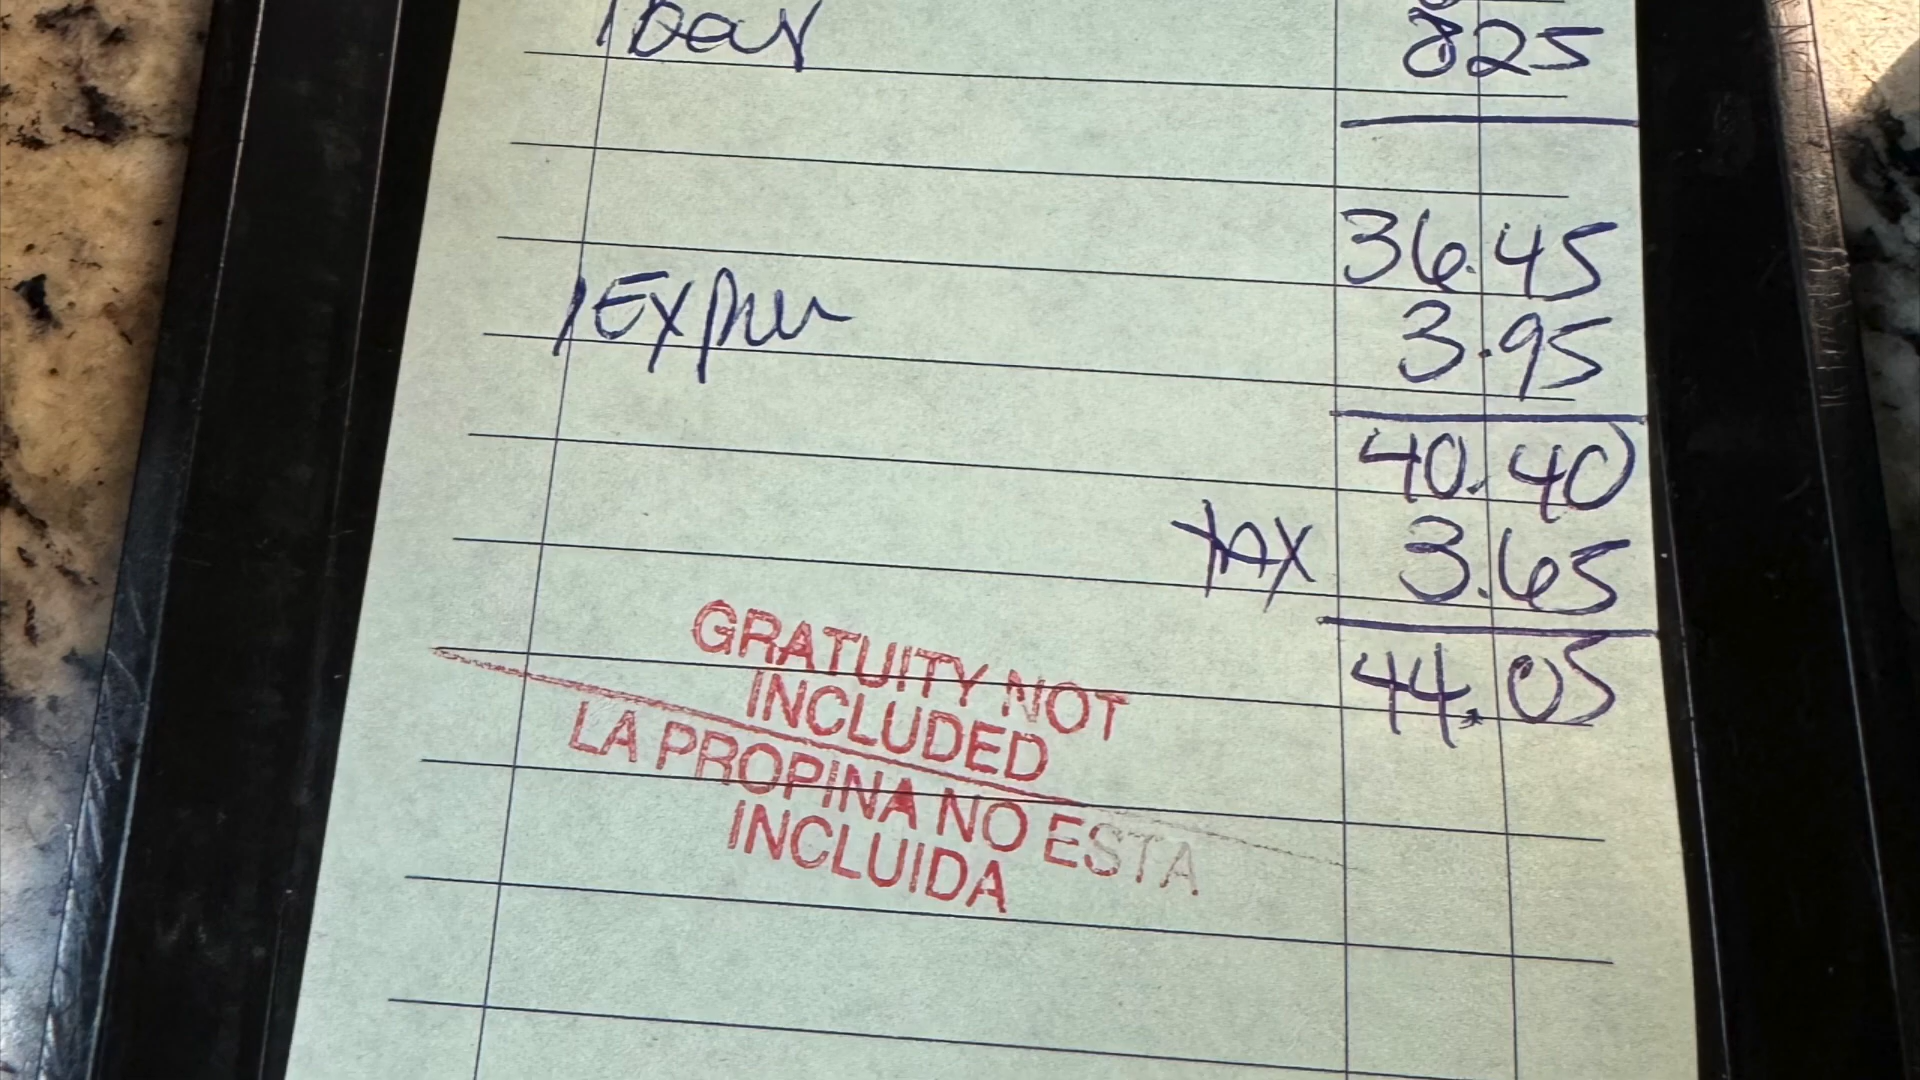 825
36.45
3.95
40.40
tax 3.65
44.05
GRATUITY NOT
INCLUDED
LA PROPINA NO ESTA
INCLUIDA